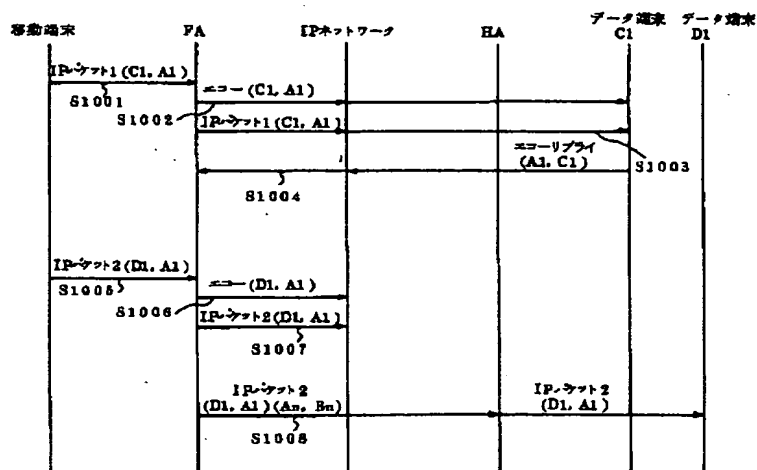 移動端末
FA
IPネットワーク
HA
データ端末
C1
データ端末
D1
IPパケット1(C1, A1)
S1001
エコー(C1, A1)
S1002
IPパケット1(C1, A1)
S1003
エコーリプライ
(A1, C1)
S1004
IPパケット2(D1, A1)
S1005
エコー(D1, A1)
S1006
IPパケット2(D1, A1)
S1007
IPパケット2
(D1, A1)(An, Bn)
S1008
IPパケット2
(D1, A1)